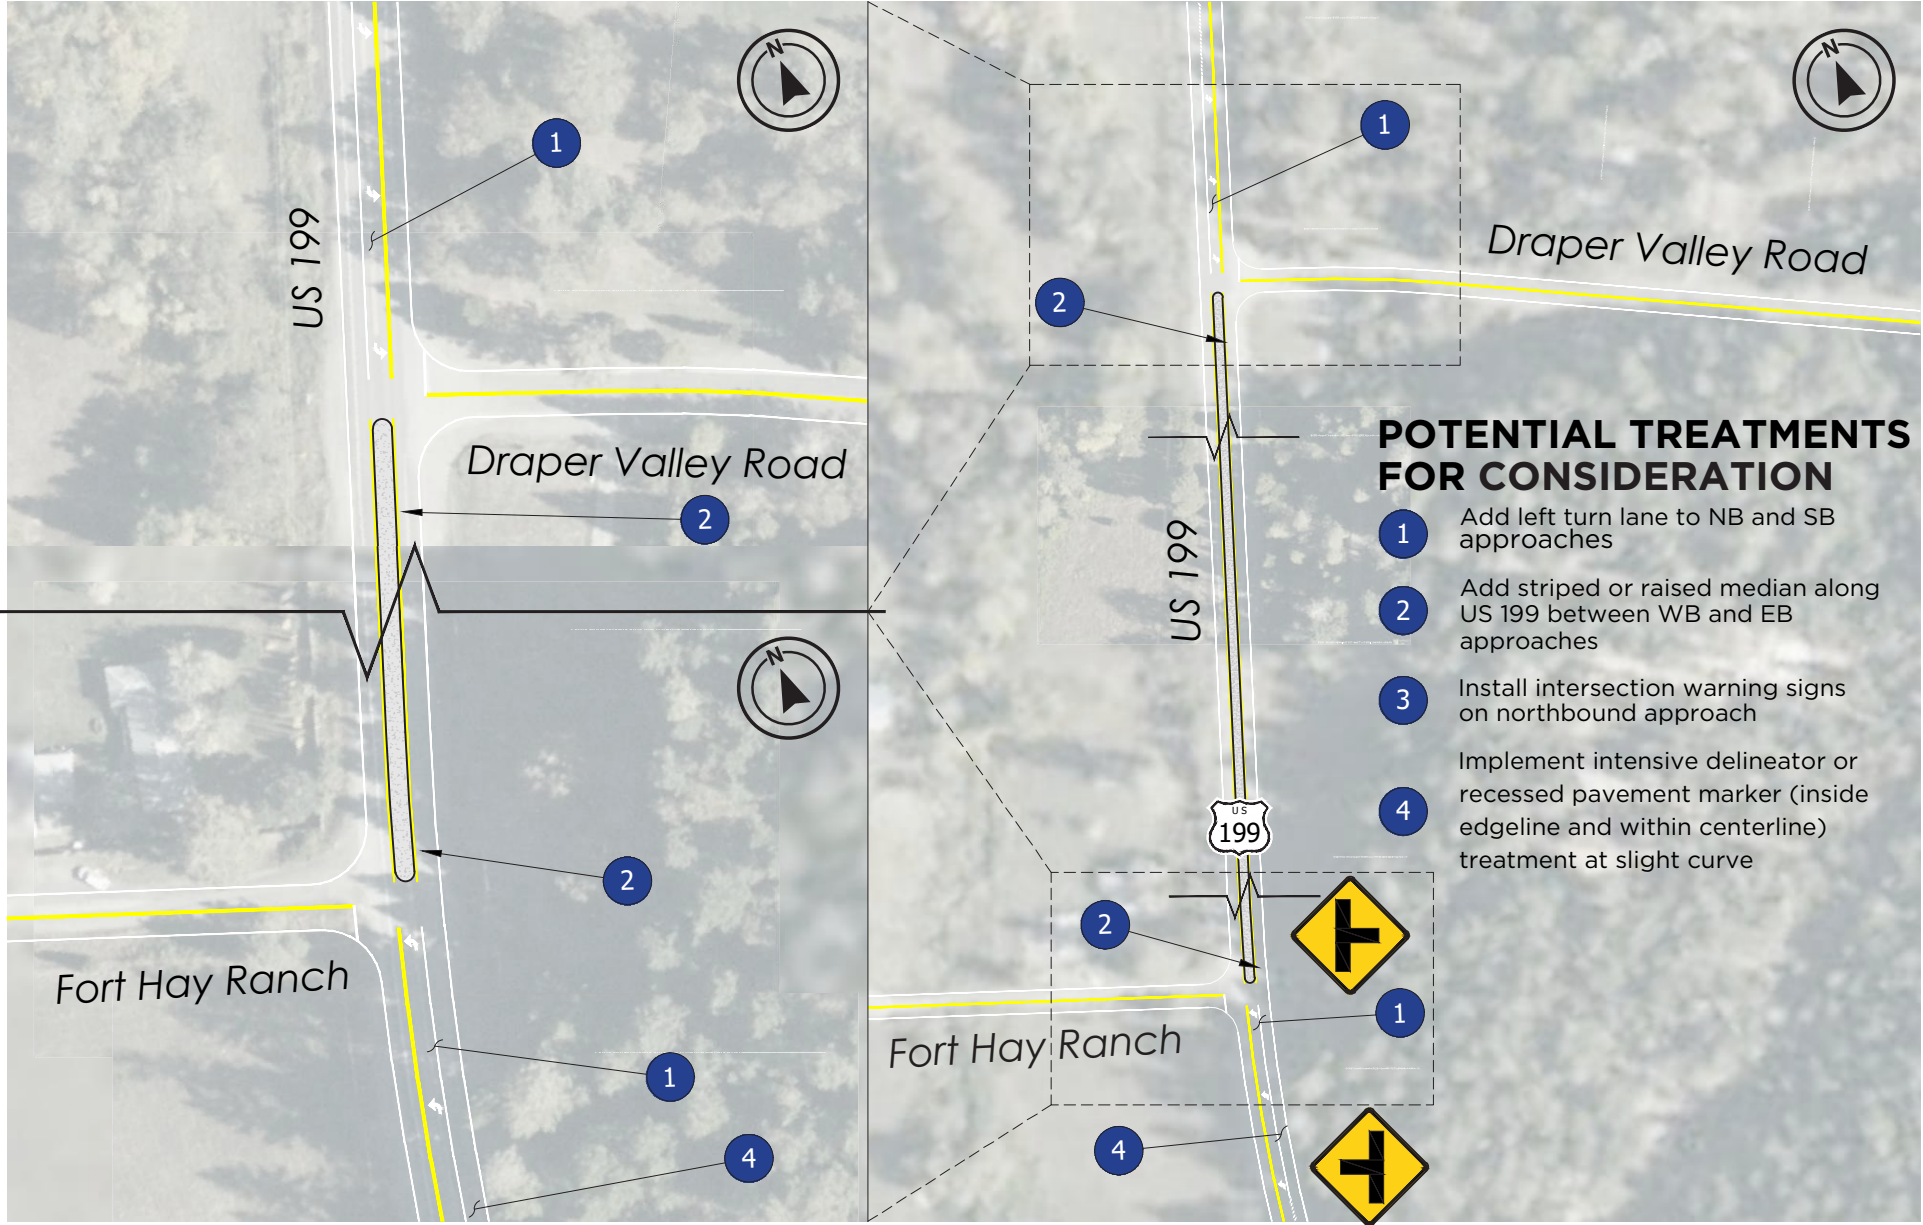 N
1
US 199
Draper Valley Road
2
N
2
Fort Hay Ranch
1
4
N
1
Draper Valley Road
2
US 199
US
199
2
1
Fort Hay Ranch
4
POTENTIAL TREATMENTS
FOR CONSIDERATION
1
Add left turn lane to NB and SB
approaches
2
Add striped or raised median along
US 199 between WB and EB
approaches
3
Install intersection warning signs
on northbound approach
4
Implement intensive delineator or
recessed pavement marker (inside
edgeline and within centerline)
treatment at slight curve